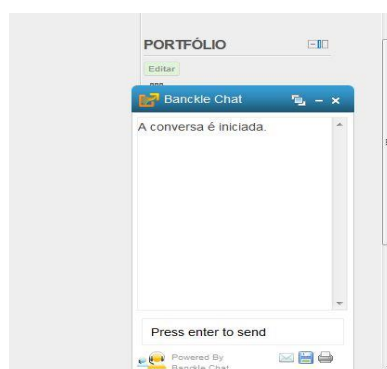 PORTFÓLIO
Editar
Banckle Chat
A conversa é iniciada.
Press enter to send
Powered By
Banckle Chat